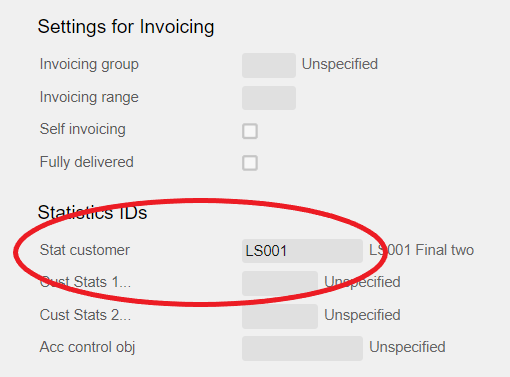 Settings for Invoicing
Invoicing group Unspecified
Invoicing range
Self invoicing
Fully delivered
Statistics IDs
Stat customer LS001 LS001 Final two
Cust Stats 1... Unspecified
Cust Stats 2... Unspecified
Acc control obj Unspecified